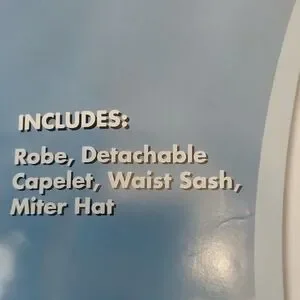 INCLUDES:
Robe, Detachable
Capelet, Waist Sash,
Miter Hat